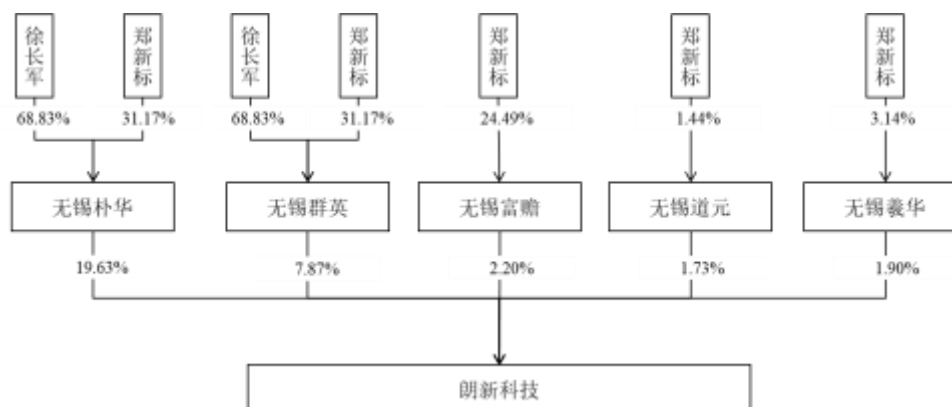 徐长军
郑新标
徐长军
郑新标
郑新标
郑新标
郑新标
68.83%
31.17%
68.83%
31.17%
24.49%
1.44%
3.14%
无锡朴华
无锡群英
无锡富赡
无锡道元
无锡羲华
19.63%
7.87%
2.20%
1.73%
1.90%
朗新科技